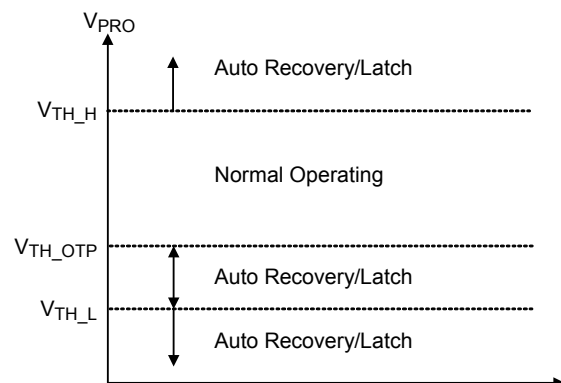 VPRO
Auto Recovery/Latch
VTH_H
Normal Operating
VTH_OTP
Auto Recovery/Latch
VTH_L
Auto Recovery/Latch